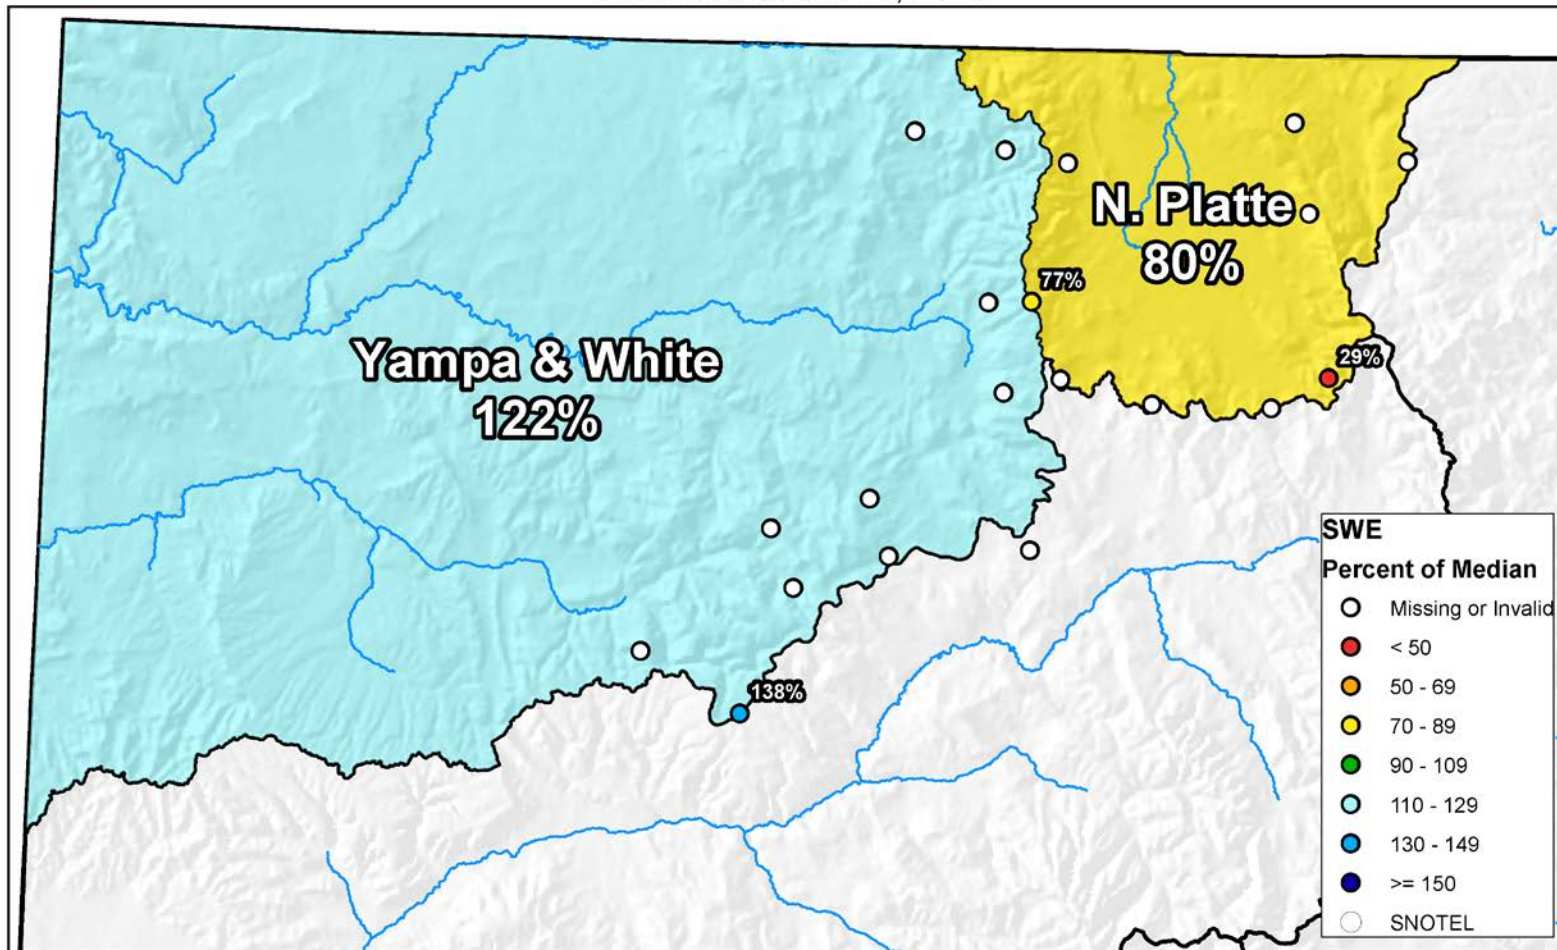 N. Platte
80%
77%
29%
Yampa & White
122%
138%
SWE
Percent of Median
Missing or Invalid
< 50
50 - 69
70 - 89
90 - 109
110 - 129
130 - 149
>= 150
SNOTEL